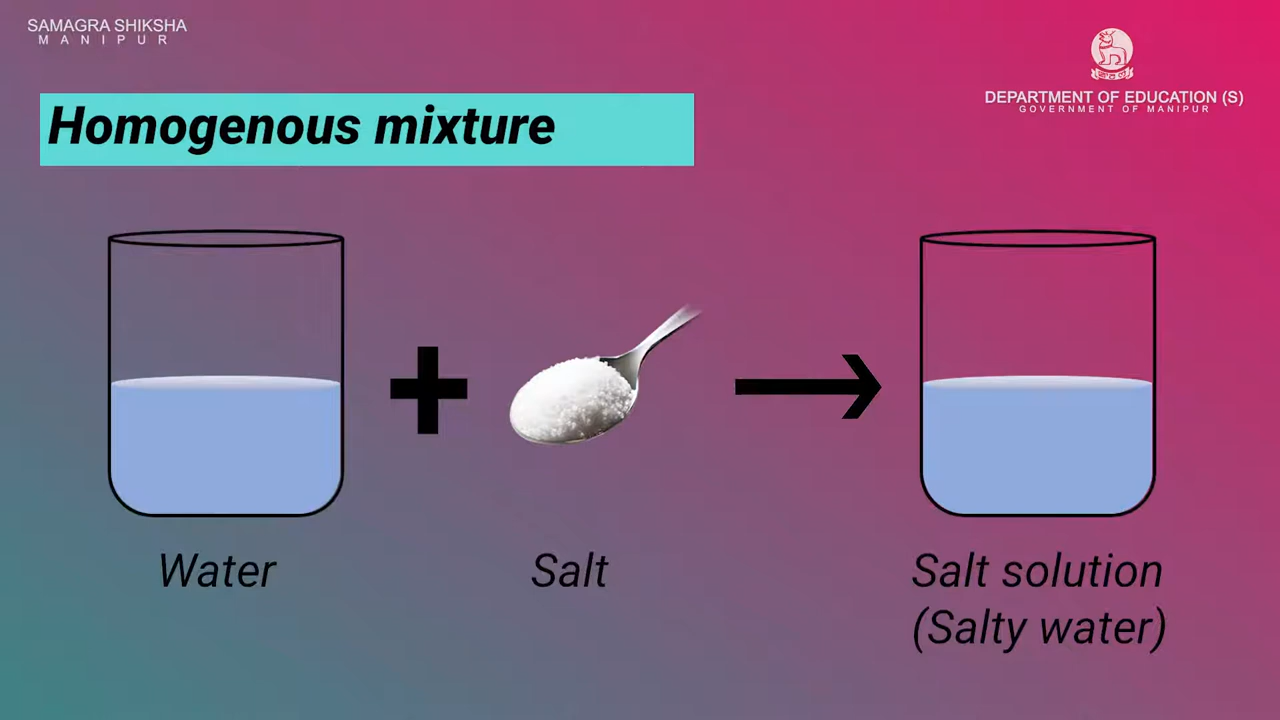 SAMAGRA SHIKSHA
MANIPUR
DEPARTMENT OF EDUCATION (S)
GOVERNMENT OF MANIPUR
Homogenous mixture
Water
Salt
Salt solution
(Salty water)